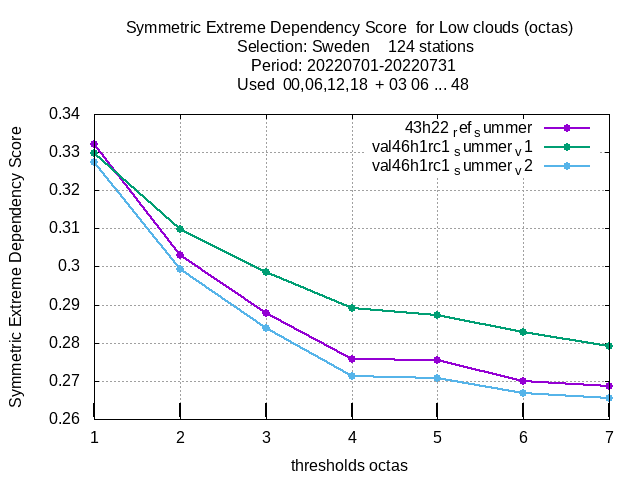 Symmetric Extreme Dependency Score  for Low clouds (octas)
Selection: Sweden    124 stations
Period: 20220701-20220731
Used  00,06,12,18  + 03 06 ... 48
43h22 ref summer
val46h1rc1 summer v1
val46h1rc1 summer v2
Symmetric Extreme Dependency Score
0.34
0.33
0.32
0.31
0.3
0.29
0.28
0.27
0.26
1 2 3 4 5 6 7
thresholds octas